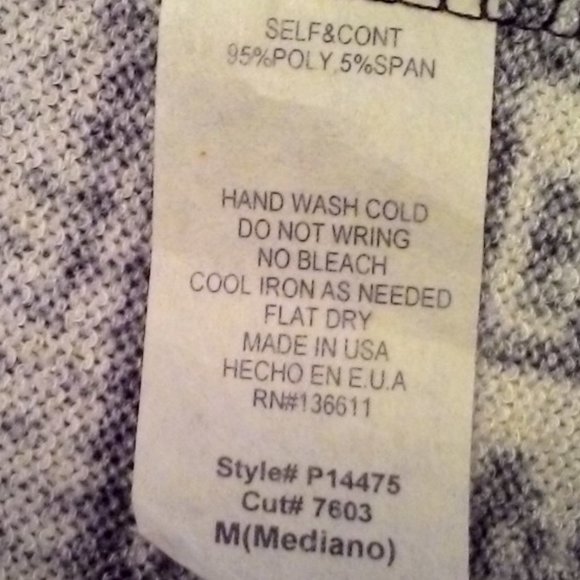 SELF&CONT
95%POLY 5%SPAN
HAND WASH COLD
DO NOT WRING
NO BLEACH
COOL IRON AS NEEDED
FLAT DRY
MADE IN USA
HECHO EN E.U.A
RN#136611
Style# P14475
Cut# 7603
M(Mediano)